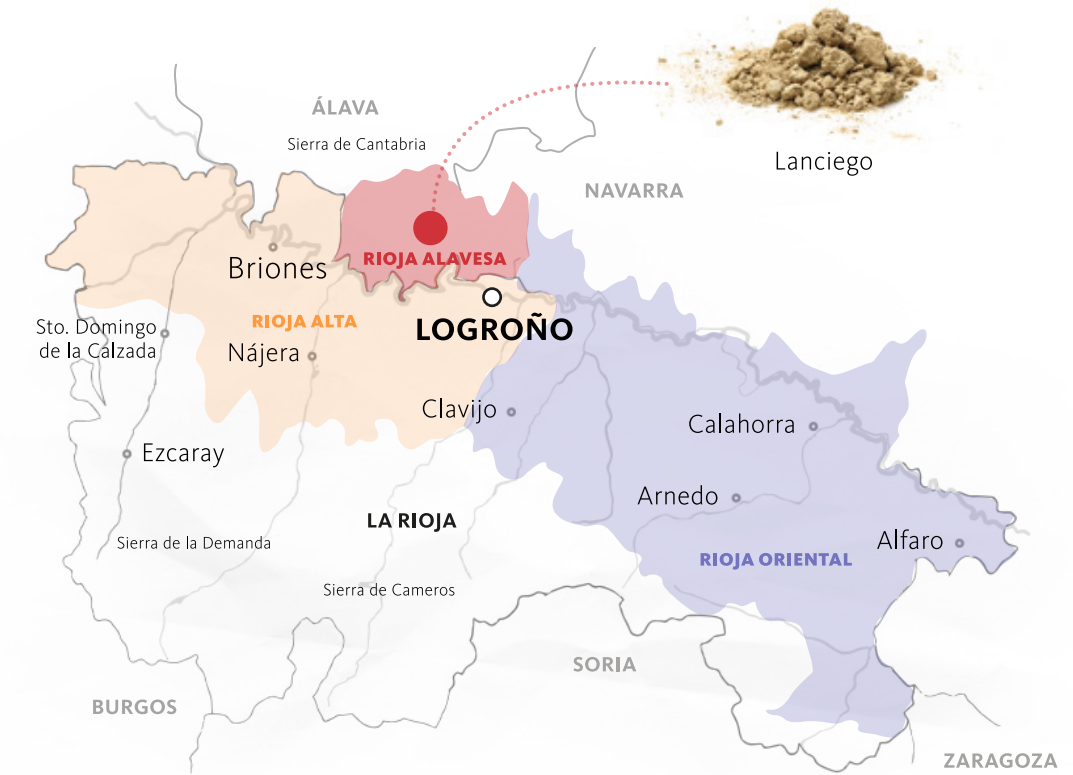 ÁLAVA
Sierra de Cantabria
Lanciego
NAVARRA
RIOJA ALAVESA
Briones
RIOJA ALTA
LOGROÑO
Sto. Domingo
de la Calzada
Nájera
Clavijo
Calahorra
Ezcaray
Arnedo
LA RIOJA
Alfaro
Sierra de la Demanda
RIOJA ORIENTAL
Sierra de Cameros
SORIA
BURGOS
ZARAGOZA